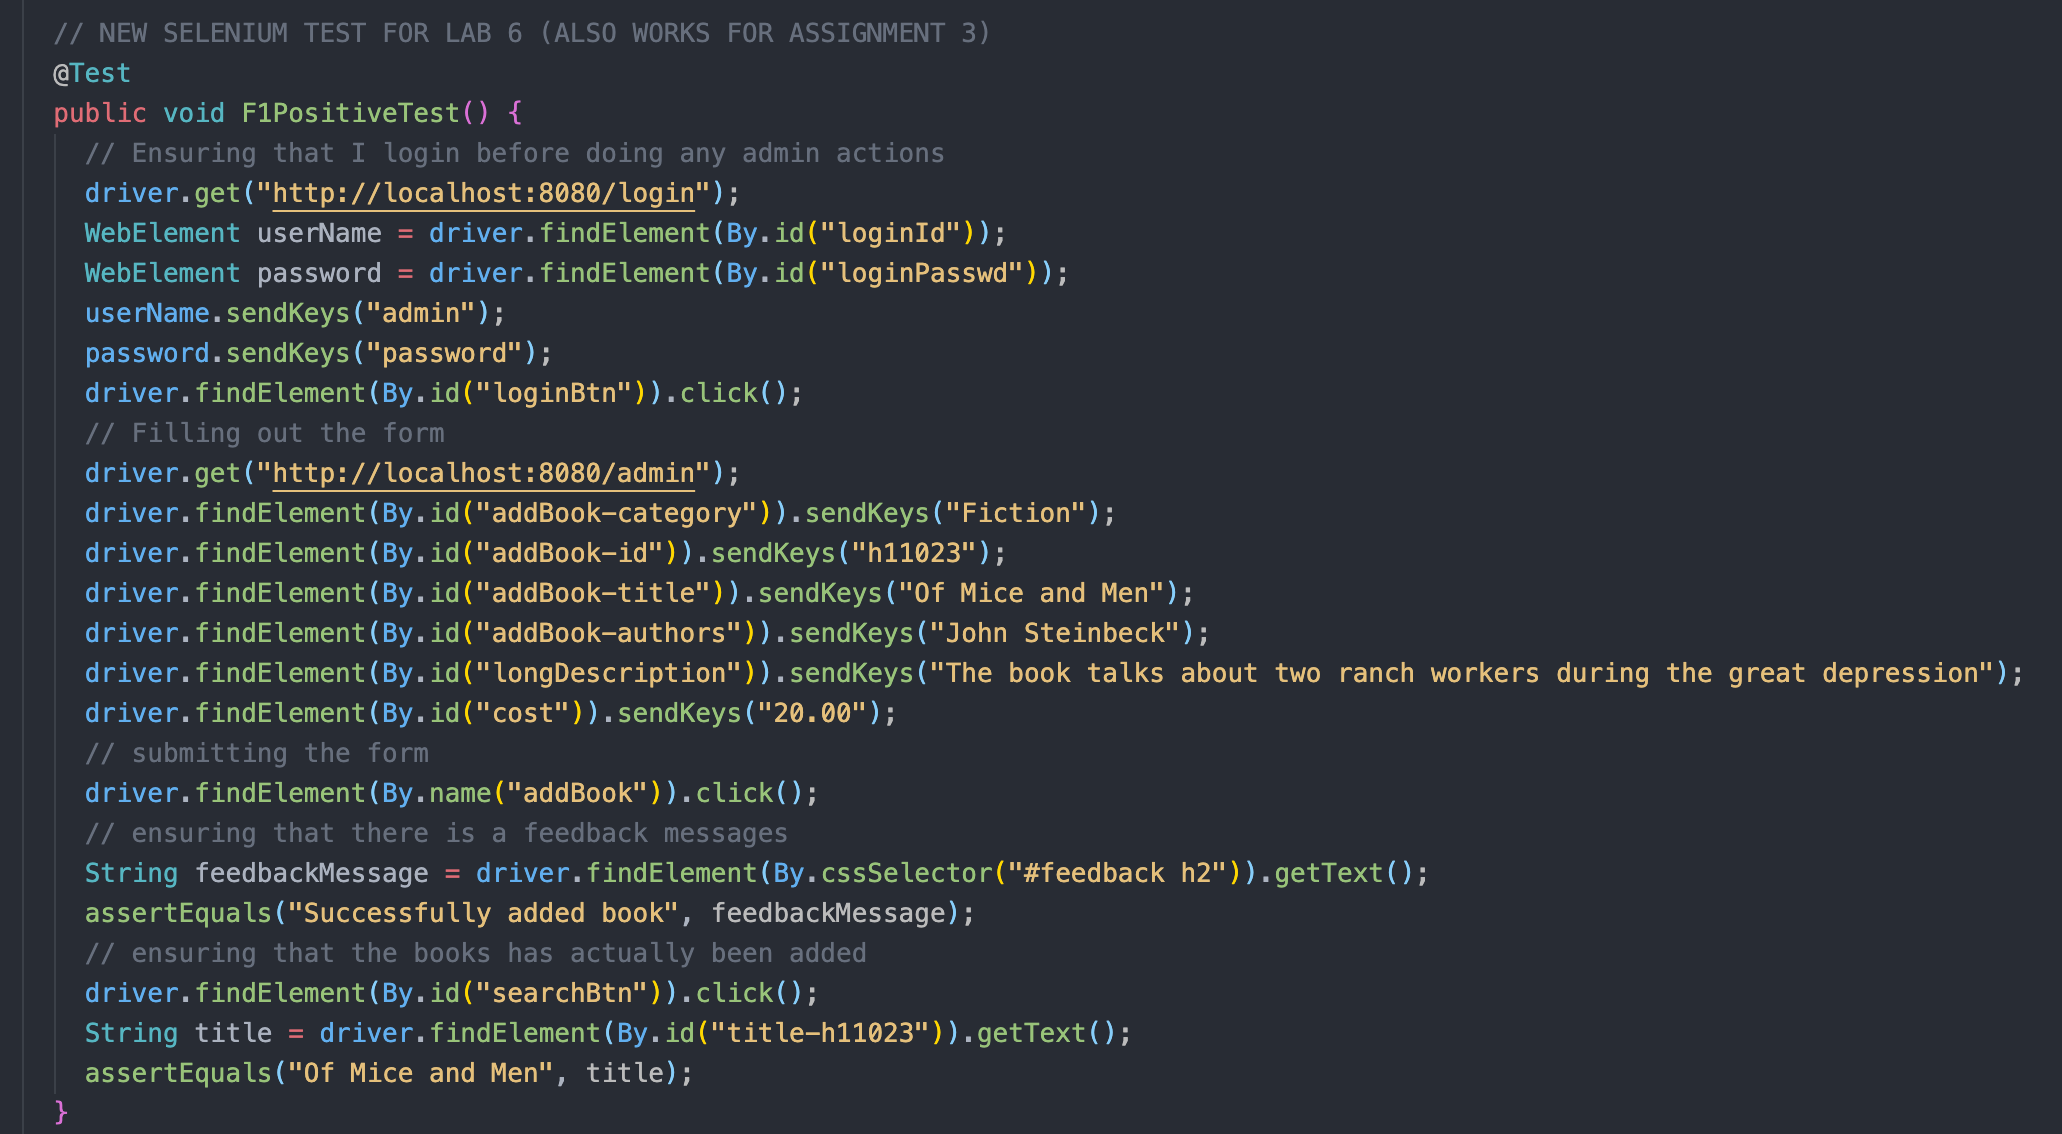 // NEW SELENIUM TEST FOR LAB 6 (ALSO WORKS FOR ASSIGNMENT 3)
@Test
public void F1PositiveTest() {
// Ensuring that I login before doing any admin actions
driver.get("http://localhost:8080/login");
WebElement userName = driver.findElement(By.id("loginId"));
WebElement password = driver.findElement(By.id("loginPasswd"));
userName.sendKeys("admin");
password.sendKeys("password");
driver.findElement(By.id("loginBtn")).click();
// Filling out the form
driver.get("http://localhost:8080/admin");
driver.findElement(By.id("addBook-category")).sendKeys("Fiction");
driver.findElement(By.id("addBook-id")).sendKeys("h11023");
driver.findElement(By.id("addBook-title")).sendKeys("Of Mice and Men");
driver.findElement(By.id("addBook-authors")).sendKeys("John Steinbeck");
driver.findElement(By.id("longDescription")).sendKeys("The book talks about two ranch workers during the great depression");
driver.findElement(By.id("cost")).sendKeys("20.00");
// submitting the form
driver.findElement(By.name("addBook")).click();
// ensuring that there is a feedback messages
String feedbackMessage = driver.findElement(By.cssSelector("#feedback h2")).getText();
assertEquals("Successfully added book", feedbackMessage);
// ensuring that the books has actually been added
driver.findElement(By.id("searchBtn")).click();
String title = driver.findElement(By.id("title-h11023")).getText();
assertEquals("Of Mice and Men", title);
}